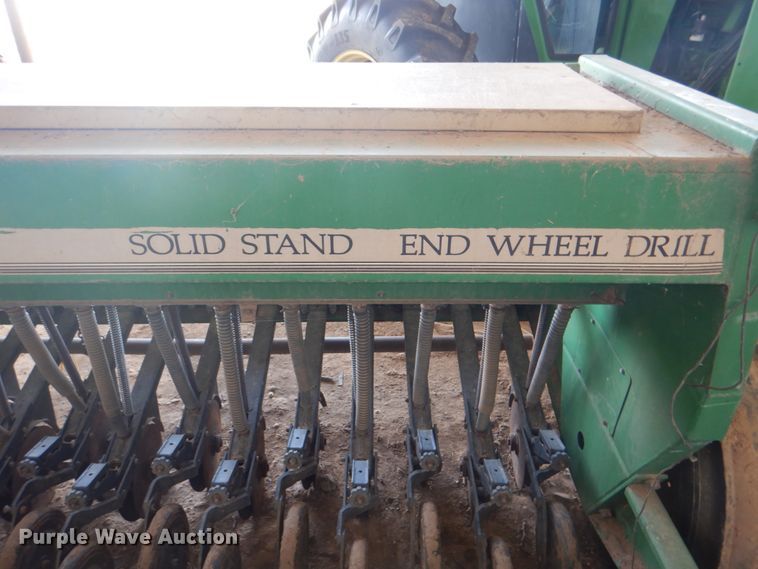 SOLID STAND END WHEEL DRILL
Purple Wave Auction